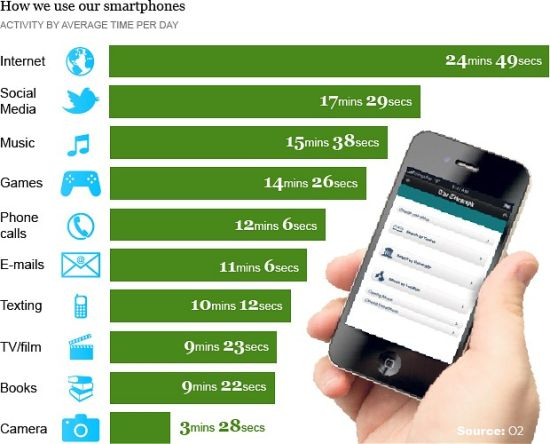 How we use our smartphones
ACTIVITY BY AVERAGE TIME PER DAY
Internet
24mins 49secs
Social
Media
17mins 29secs
Music
15mins 38secs
Games
14mins 26secs
Phone
calls
12mins 6secs
E-mails
11mins 6secs
Texting
10mins 12secs
TV/film
9mins 23secs
Books
9mins 22secs
Camera
3mins 28secs
Source: O2